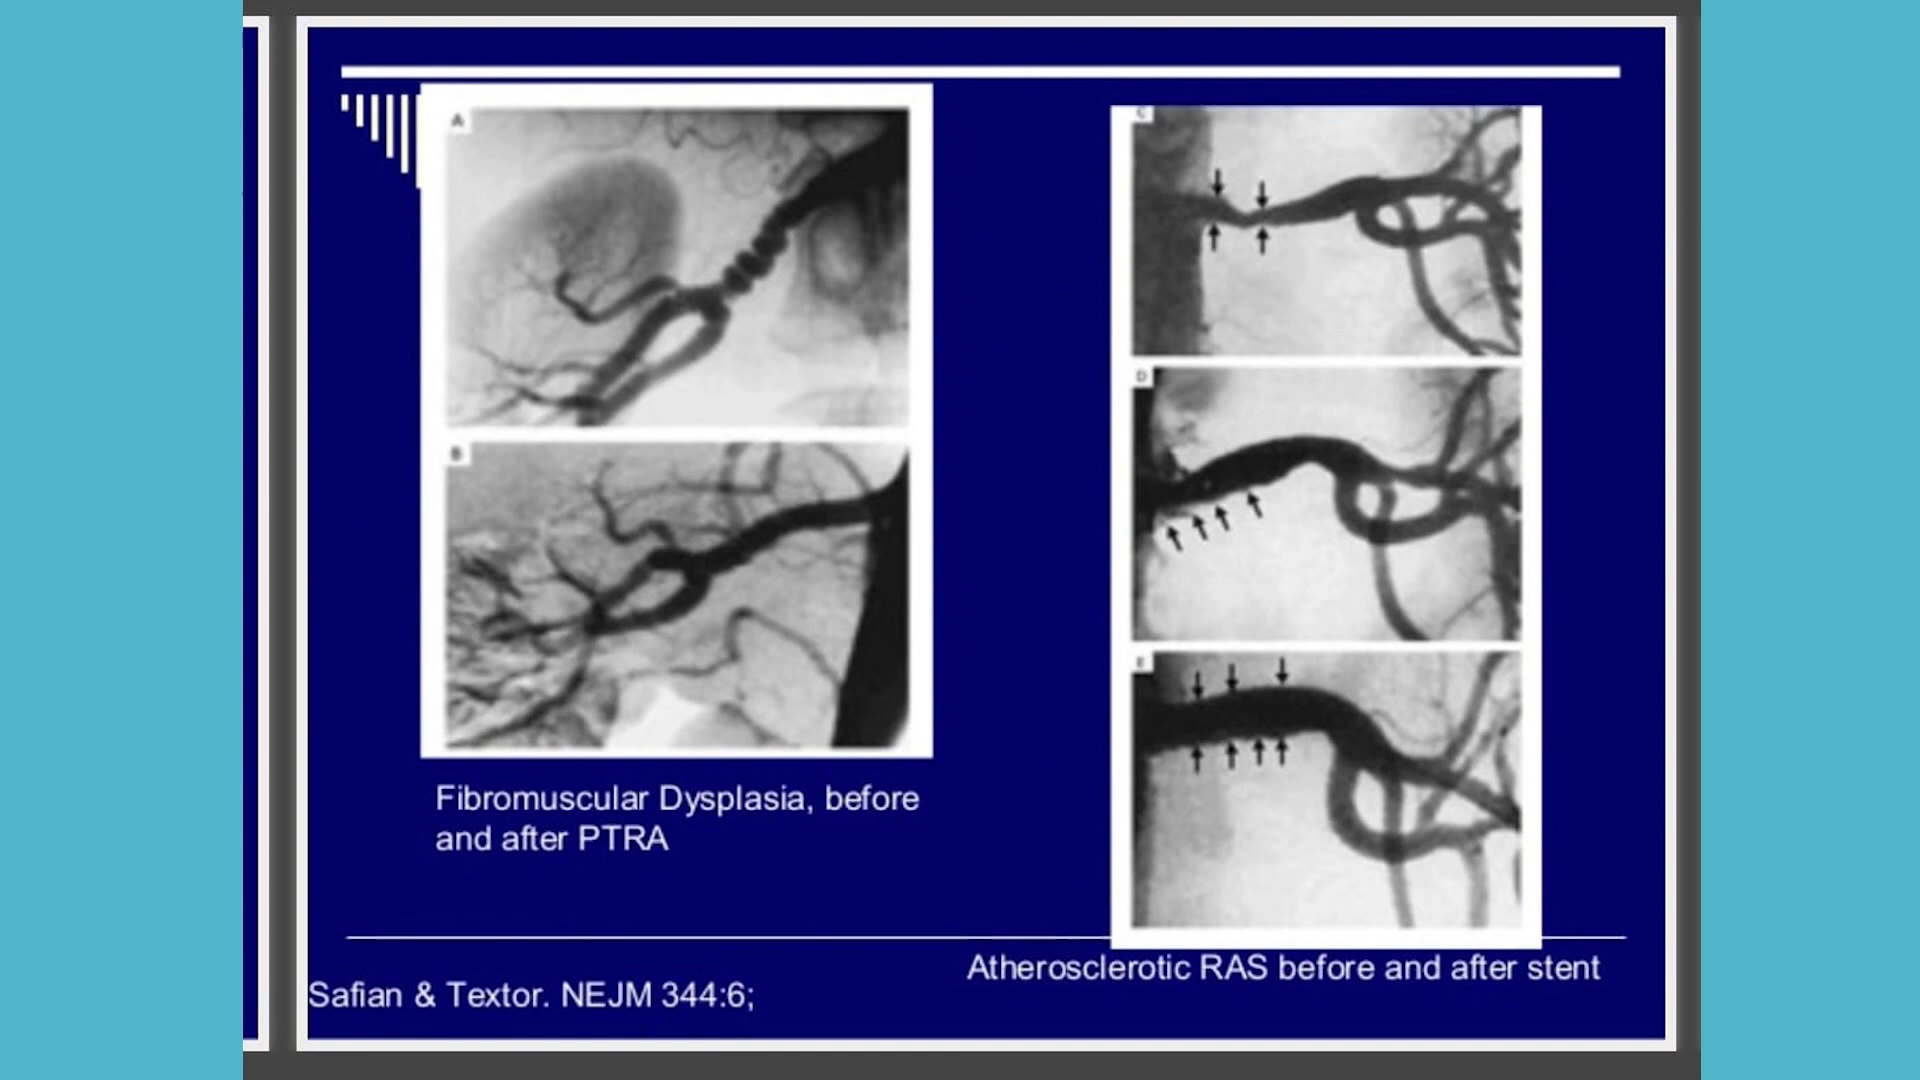 A
B
Fibromuscular Dysplasia, before
and after PTRA
C
D
E
Atherosclerotic RAS before and after stent
Safian & Textor. NEJM 344:6;